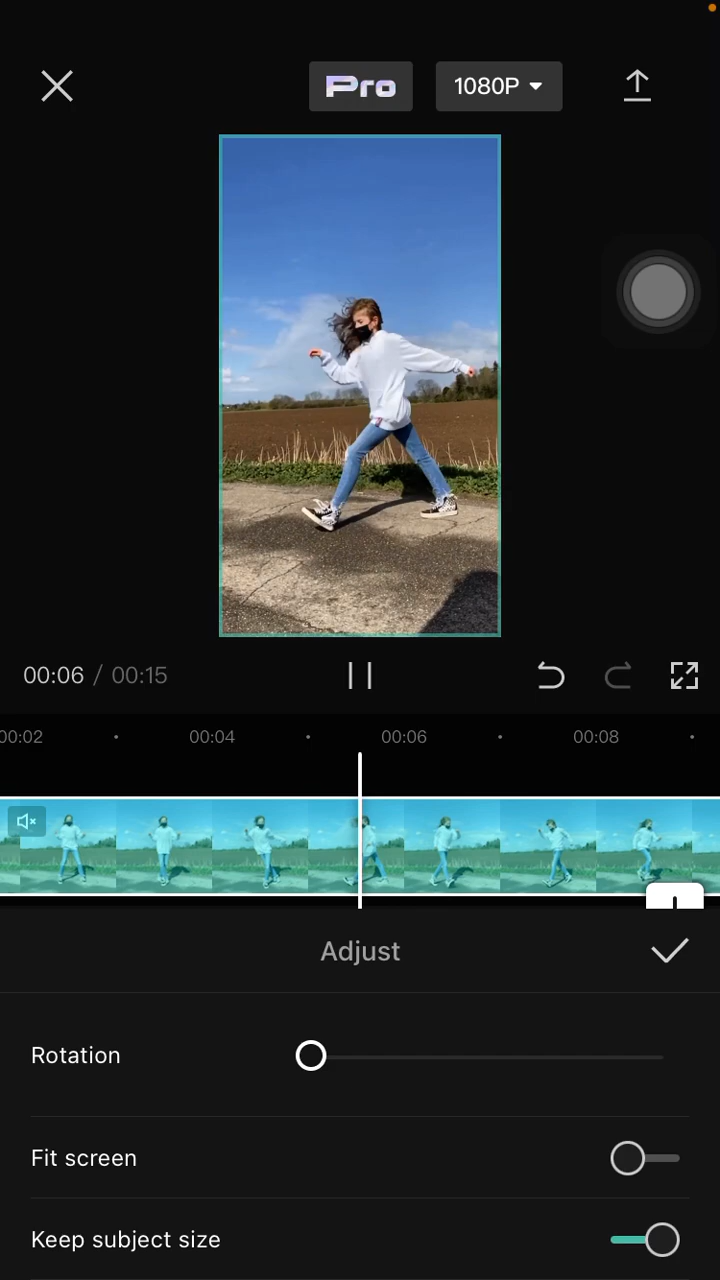 Pro
1080P
00:06 / 00:15
00:02
00:04
00:06
00:08
Adjust
Rotation
Fit screen
Keep subject size